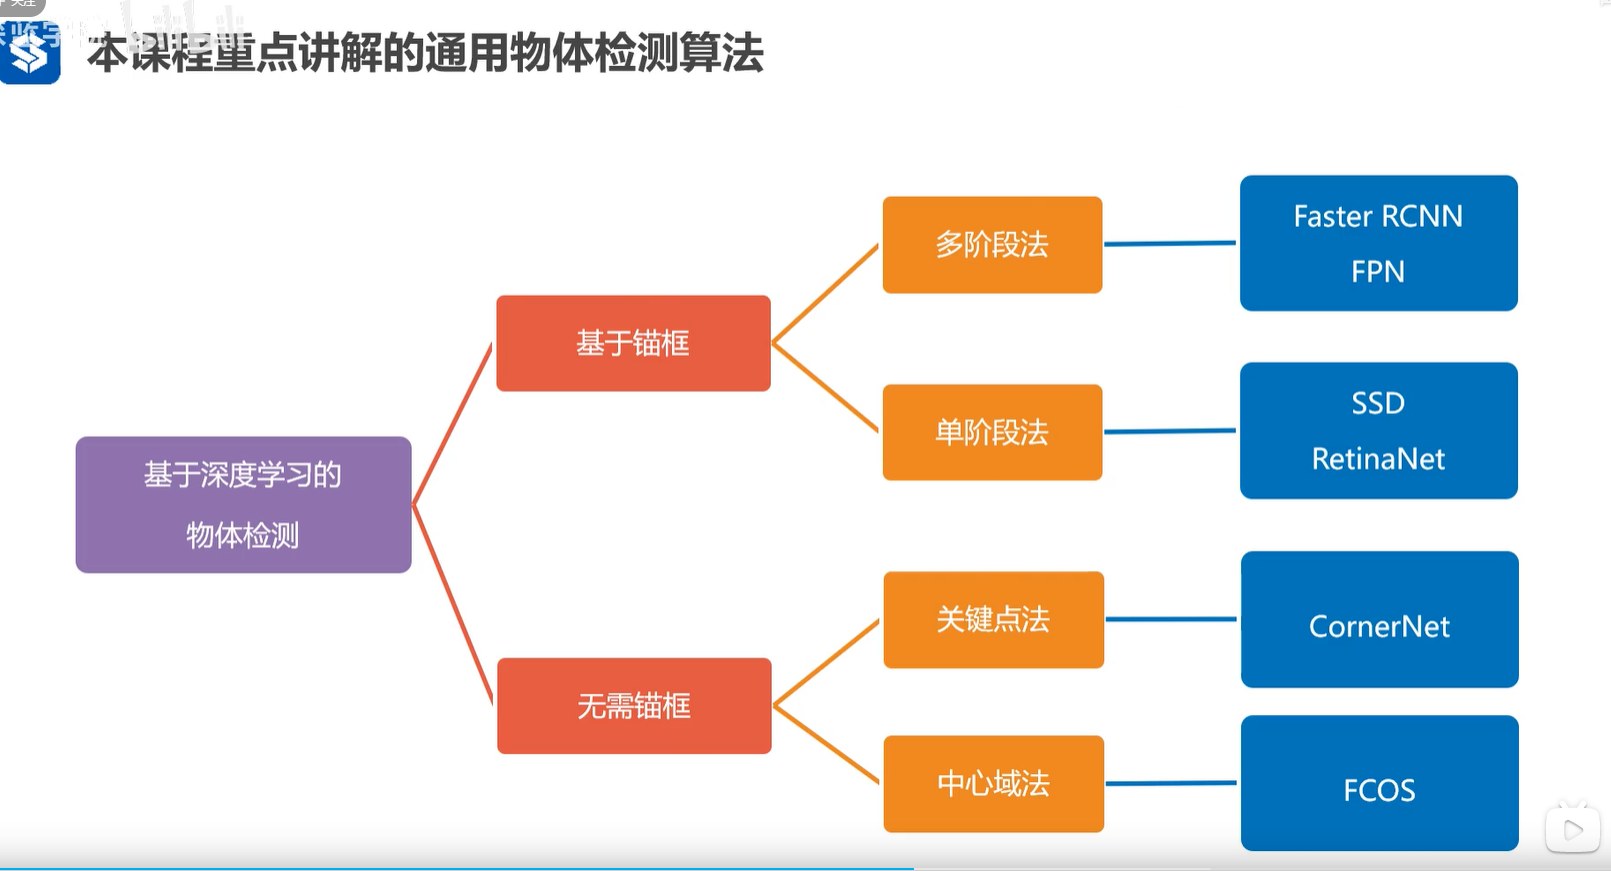 本课程重点讲解的通用物体检测算法
基于深度学习的
物体检测
基于锚框
无需锚框
多阶段法
单阶段法
关键点法
中心域法
Faster RCNN
FPN
SSD
RetinaNet
CornerNet
FCOS